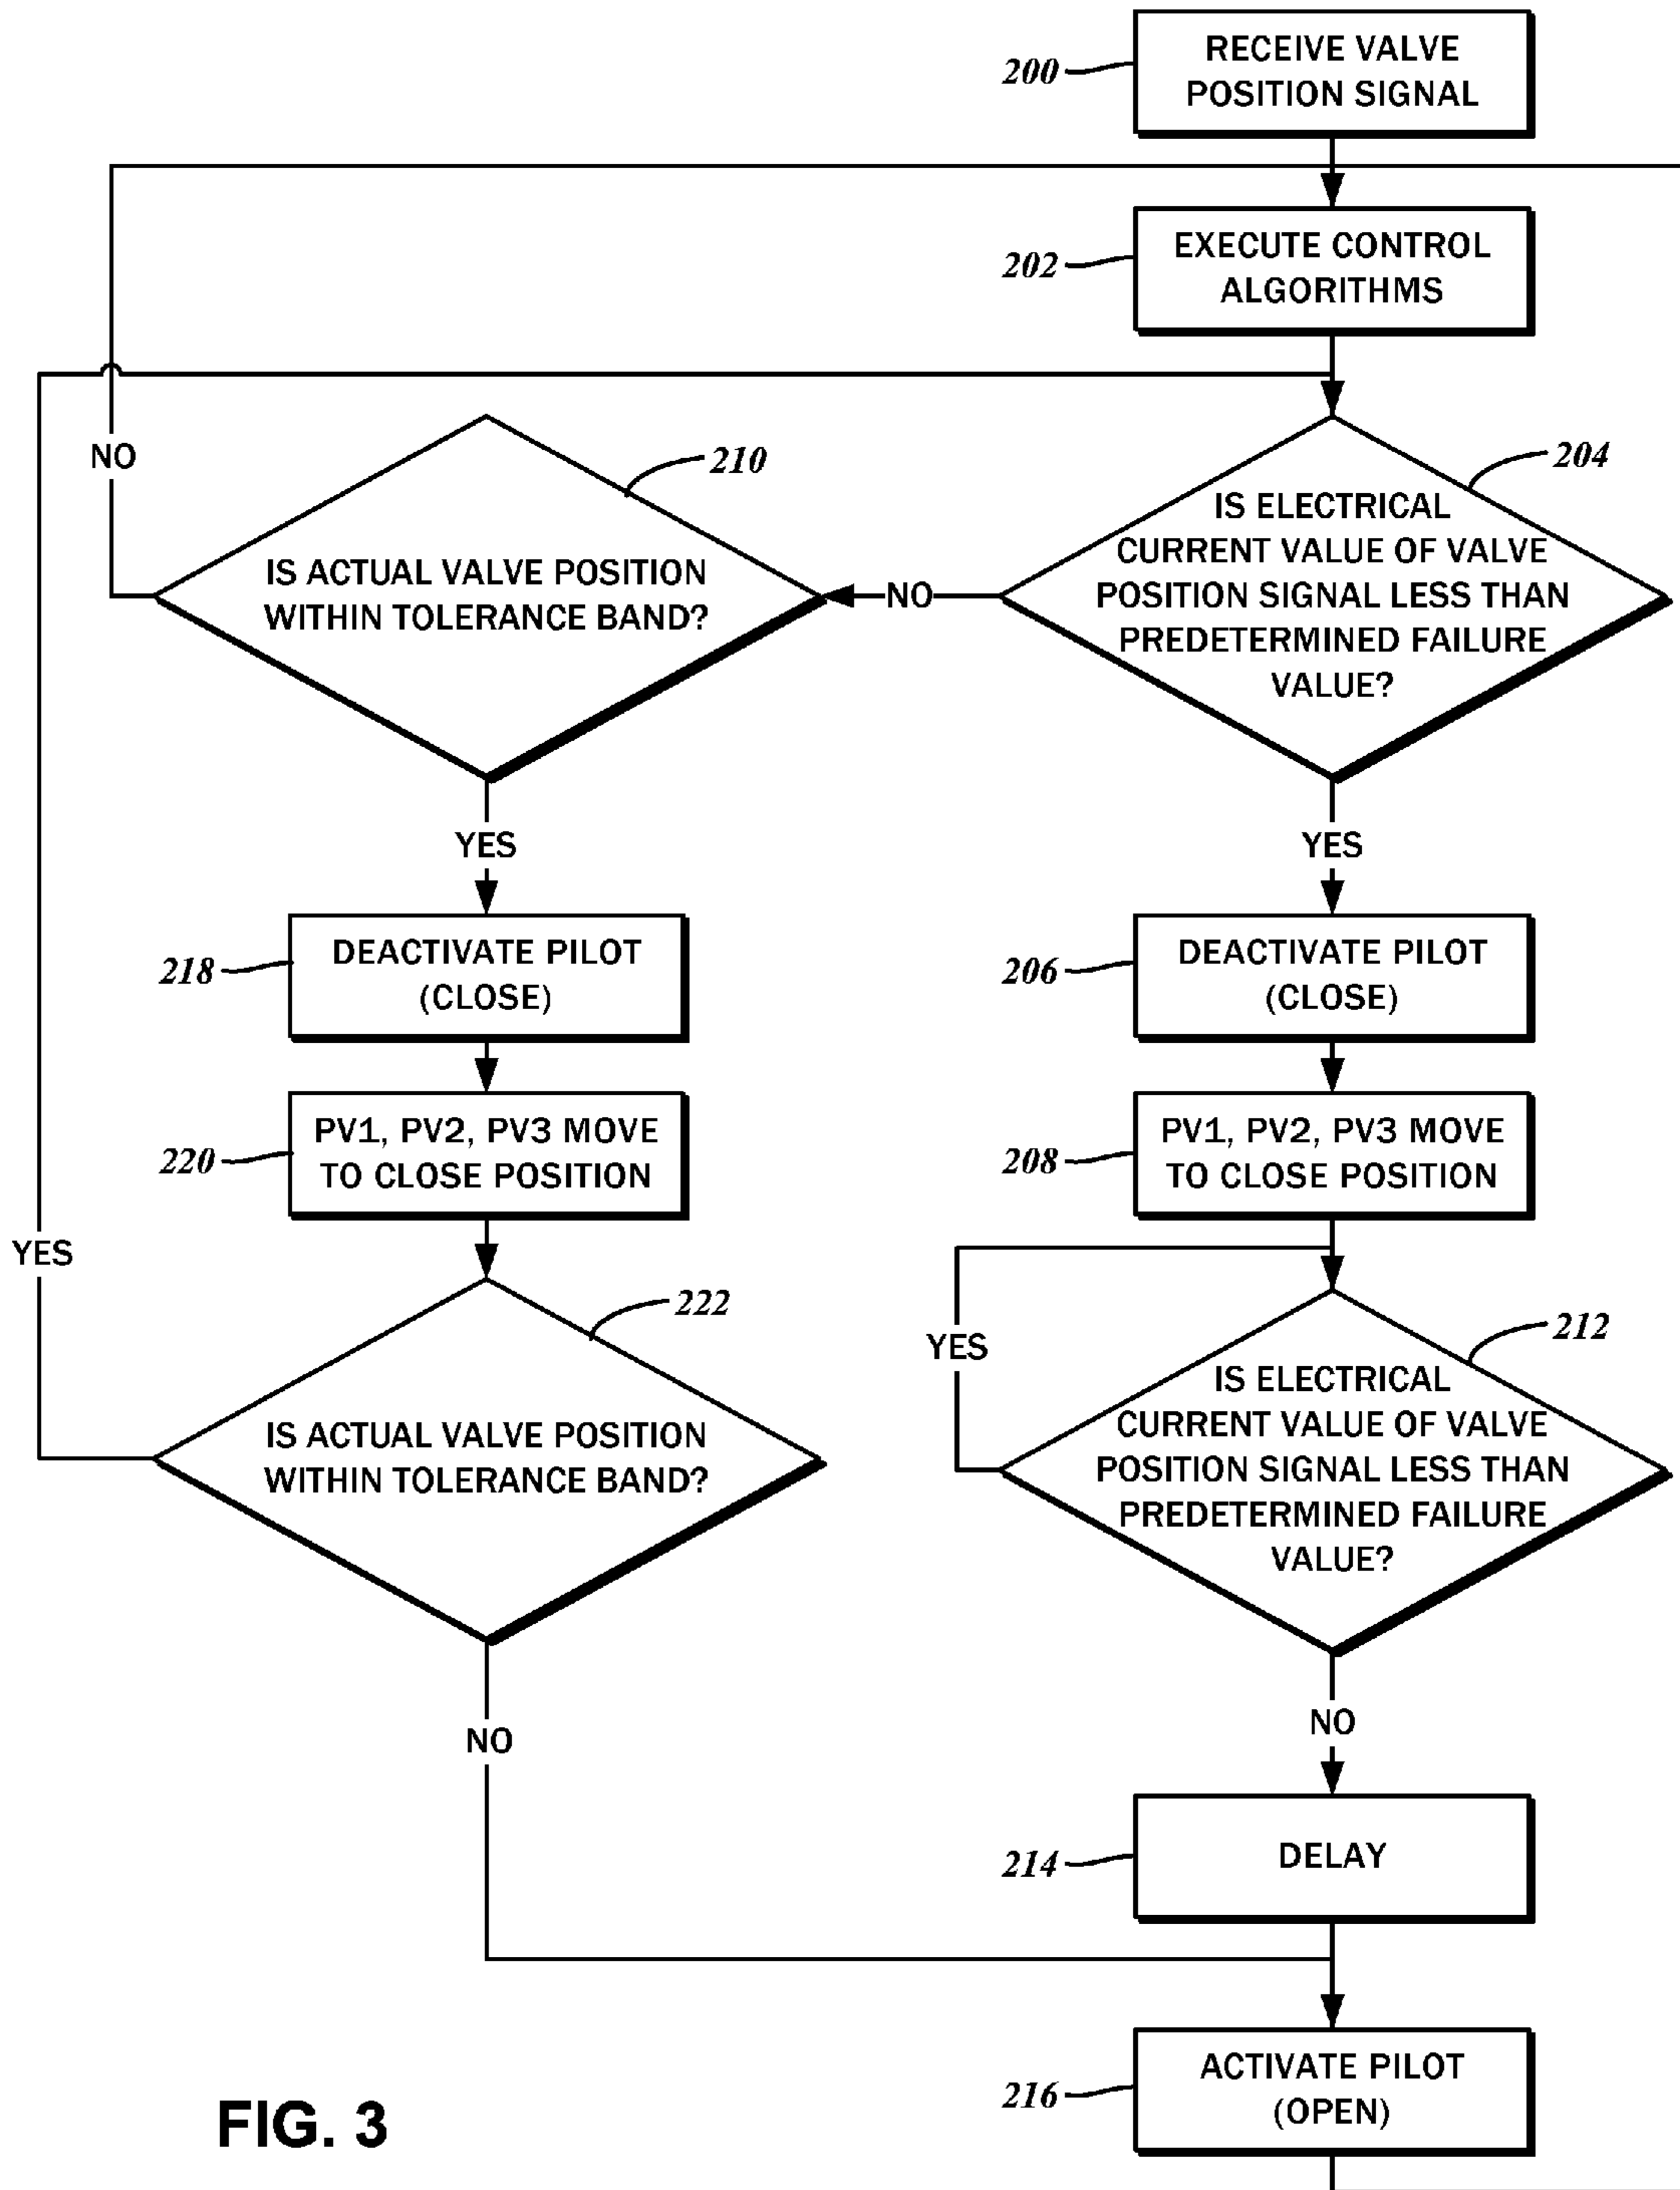 RECEIVE VALVE
POSITION SIGNAL
200
EXECUTE CONTROL
ALGORITHMS
202
NO
210
IS ACTUAL VALVE POSITION
WITHIN TOLERANCE BAND?
NO
204
IS ELECTRICAL
CURRENT VALUE OF VALVE
POSITION SIGNAL LESS THAN
PREDETERMINED FAILURE
VALUE?
YES
YES
218
DEACTIVATE PILOT
(CLOSE)
206
DEACTIVATE PILOT
(CLOSE)
220
PV1, PV2, PV3 MOVE
TO CLOSE POSITION
208
PV1, PV2, PV3 MOVE
TO CLOSE POSITION
YES
222
IS ACTUAL VALVE POSITION
WITHIN TOLERANCE BAND?
YES
212
IS ELECTRICAL
CURRENT VALUE OF VALVE
POSITION SIGNAL LESS THAN
PREDETERMINED FAILURE
VALUE?
NO
NO
214
DELAY
216
ACTIVATE PILOT
(OPEN)
FIG. 3